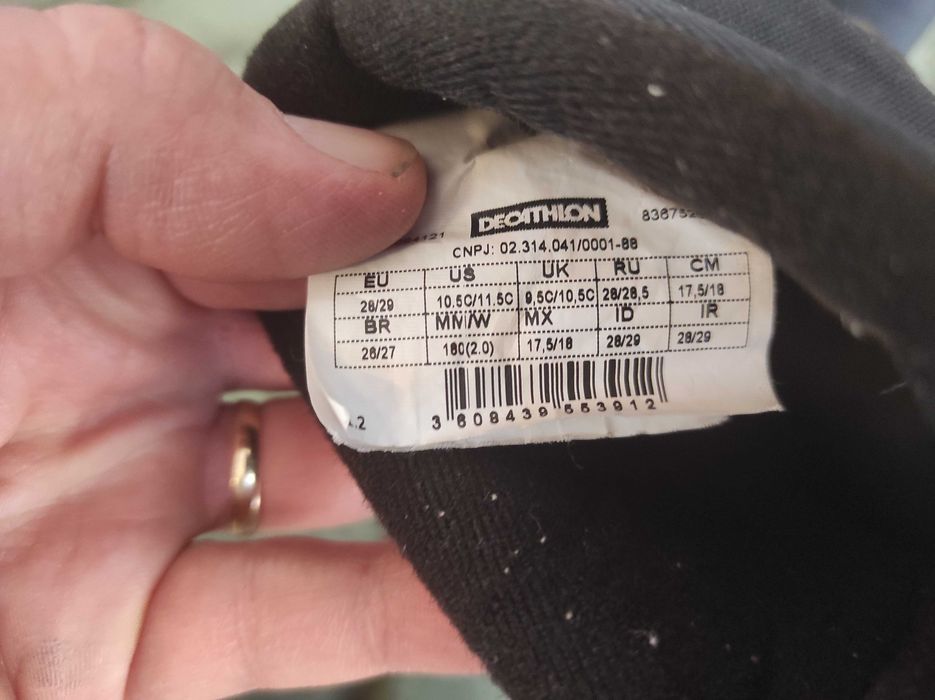 DECATHLON
CNPJ: 02.314.041/0001-88
EU US UK RU CM
28/29 10.5C/11.5C 9,5C/10,5C 28/28,5 17,5/18
BR MM/W MX ID IR
26/27 180(2.0) 17,5/18 28/29 28/29
3 608439 553912